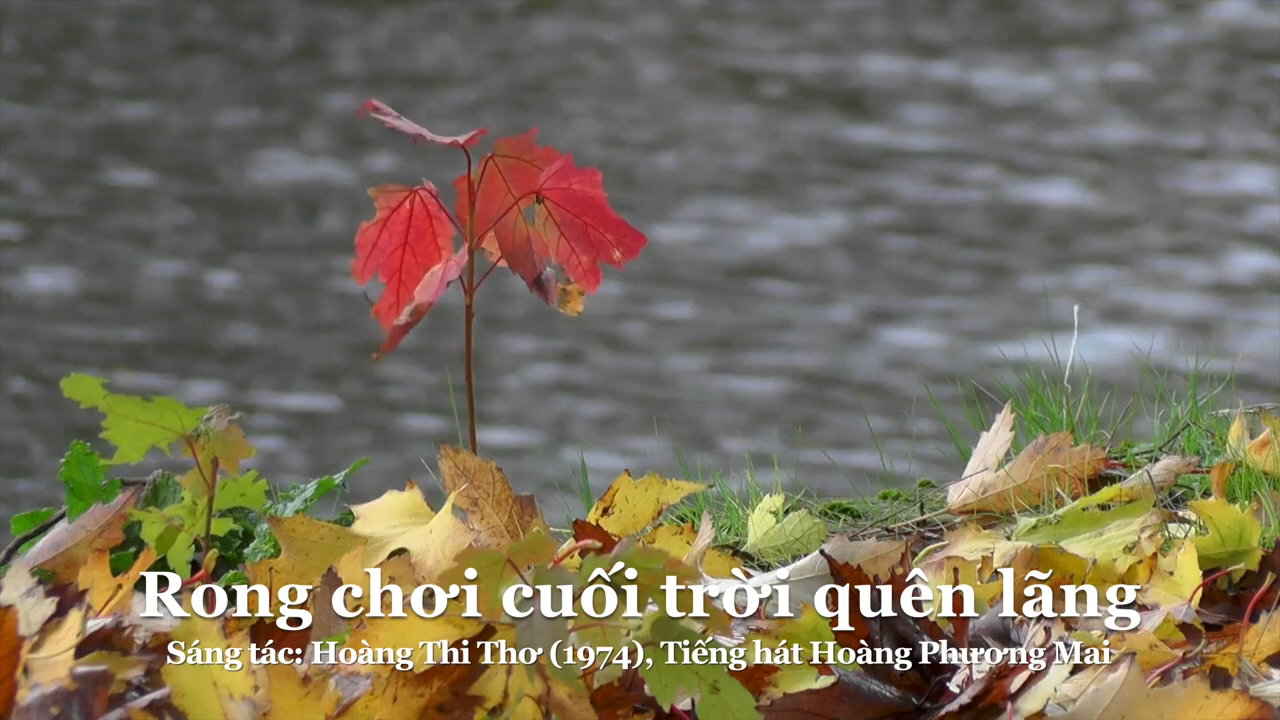 Rong chơi cuối trời quên lãng
Sáng tác: Hoàng Thi Thơ (1974), Tiếng hát Hoàng Phương Mai